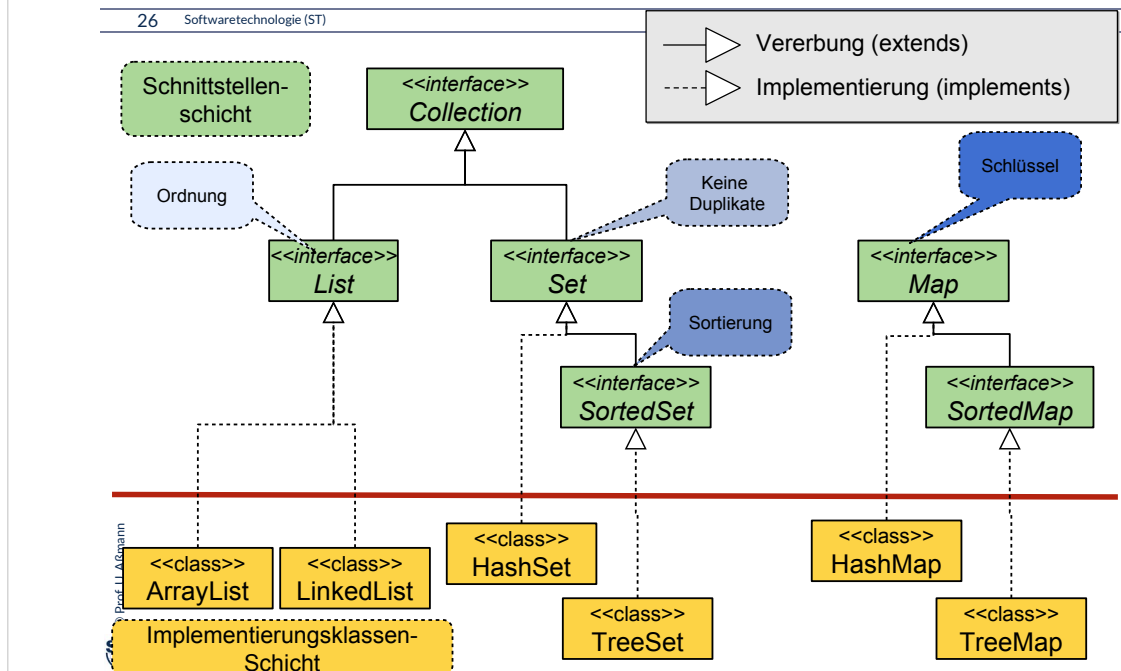 26 Softwaretechnologie (ST)
Vererbung (extends)
Implementierung (implements)
Schnittstellen-
schicht
<<interface>>
Collection
Ordnung
Keine
Duplikate
Schlüssel
<<interface>>
List
<<interface>>
Set
<<interface>>
Map
Sortierung
<<interface>>
SortedSet
<<interface>>
SortedMap
<<class>>
ArrayList
<<class>>
LinkedList
<<class>>
HashSet
<<class>>
HashMap
<<class>>
TreeSet
<<class>>
TreeMap
Implementierungsklassen-
Schicht
Prof. U. Aßmann